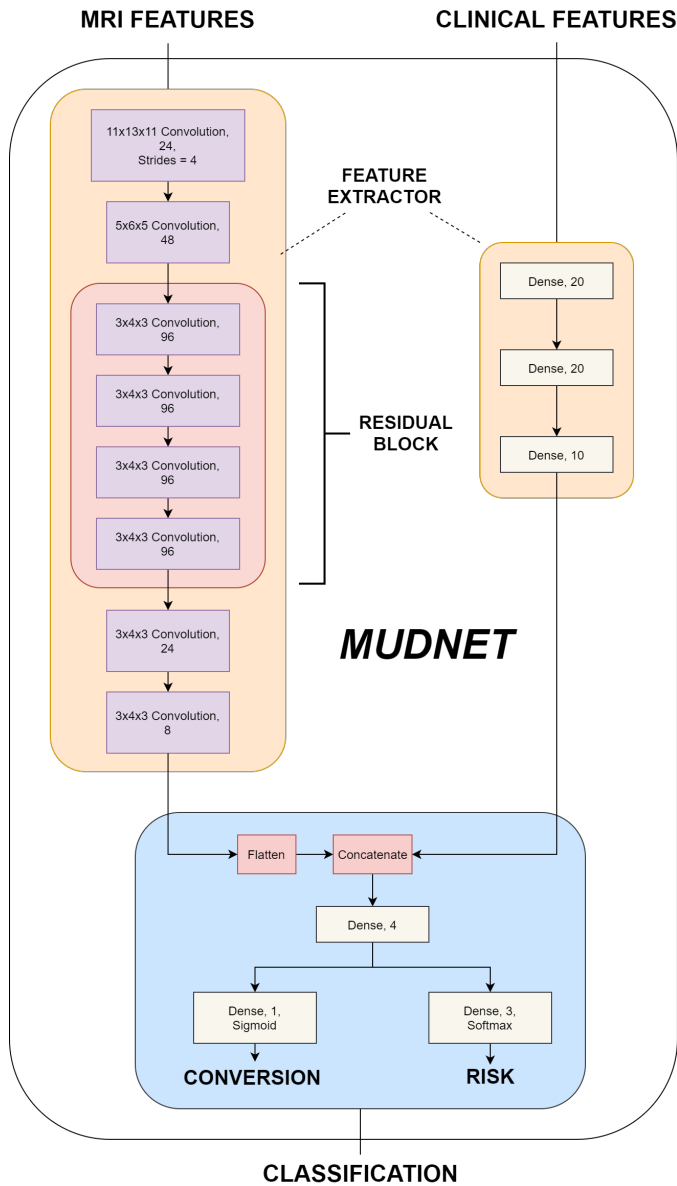 MRI FEATURES
CLINICAL FEATURES
11x13x11 Convolution,
24,
Strides = 4
5x6x5 Convolution,
48
3x4x3 Convolution,
96
3x4x3 Convolution,
96
3x4x3 Convolution,
96
3x4x3 Convolution,
96
3x4x3 Convolution,
24
3x4x3 Convolution,
8
FEATURE
EXTRACTOR
RESIDUAL
BLOCK
Dense, 20
Dense, 20
Dense, 10
MUDNET
Flatten
Concatenate
Dense, 4
Dense, 1,
Sigmoid
Dense, 3,
Softmax
CONVERSION
RISK
CLASSIFICATION